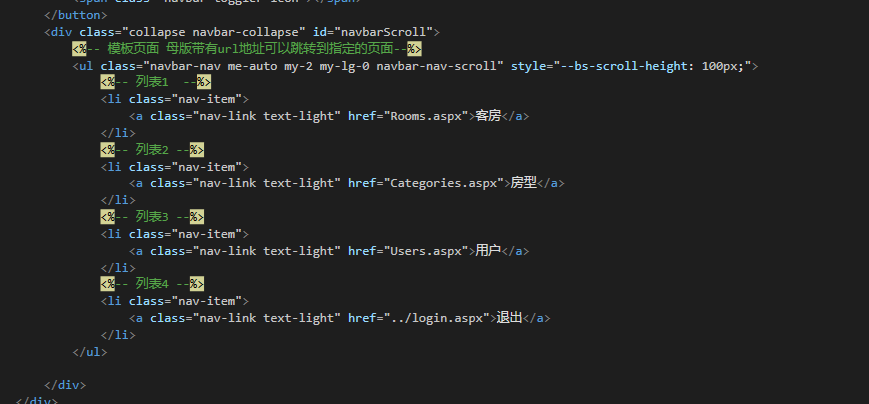 </button>
<div class="collapse navbar-collapse" id="navbarScroll">
<%-- 模板页面 母版带有url地址可以跳转到指定的页面--%>
<ul class="navbar-nav me-auto my-2 my-lg-0 navbar-nav-scroll" style="--bs-scroll-height: 100px;">
<%-- 列表1  --%>
<li class="nav-item">
<a class="nav-link text-light" href="Rooms.aspx">客房</a>
</li>
<%-- 列表2 --%>
<li class="nav-item">
<a class="nav-link text-light" href="Categories.aspx">房型</a>
</li>
<%-- 列表3 --%>
<li class="nav-item">
<a class="nav-link text-light" href="Users.aspx">用户</a>
</li>
<%-- 列表4 --%>
<li class="nav-item">
<a class="nav-link text-light" href="../login.aspx">退出</a>
</li>
</ul>
</div>
</div>